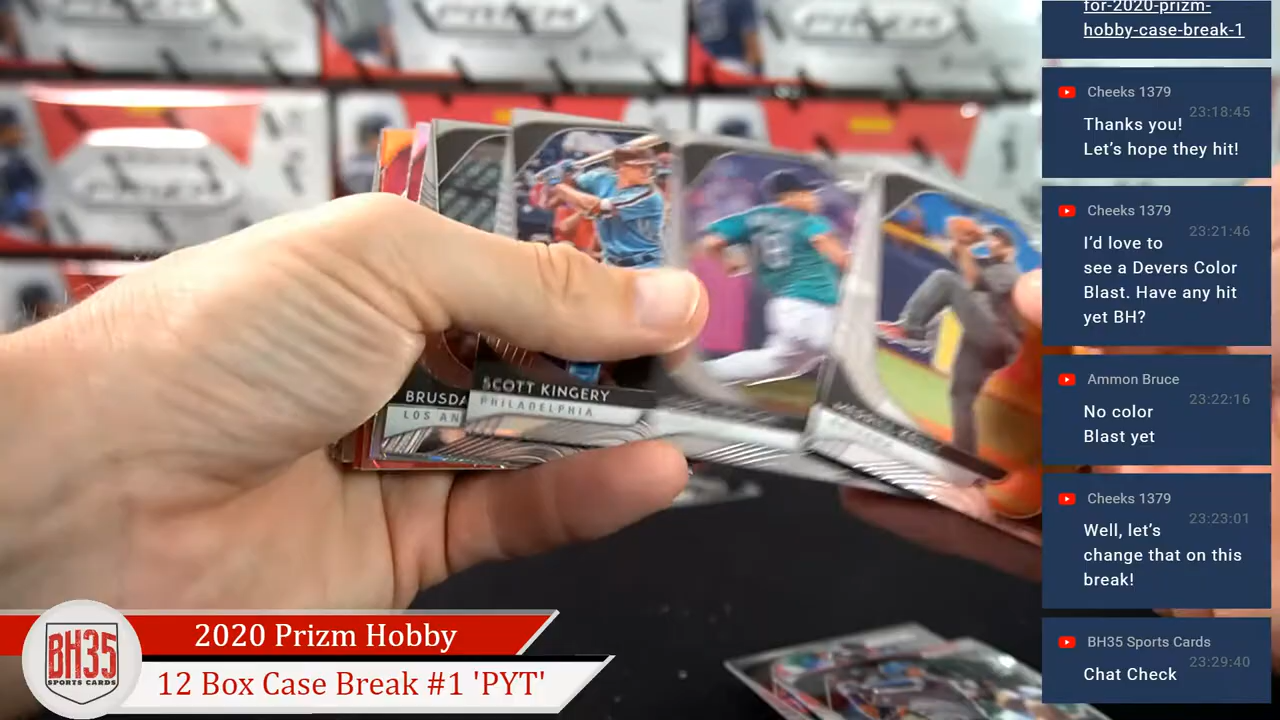 for-2020-prizm-
hobby-case-break-1
Cheeks 1379
23:18:45
Thanks you!
Let's hope they hit!
Cheeks 1379
23:21:46
I'd love to
see a Devers Color
Blast. Have any hit
yet BH?
Ammon Bruce
23:22:16
No color
Blast yet
Cheeks 1379
23:23:01
Well, let's
change that on this
break!
BH35 Sports Cards
23:29:40
Chat Check
PRIZM
SCOTT KINGERY
PHILADELPHIA
BRUSDA
LOS AN
BH35
SPORTS CARDS
2020 Prizm Hobby
12 Box Case Break #1 'PYT'